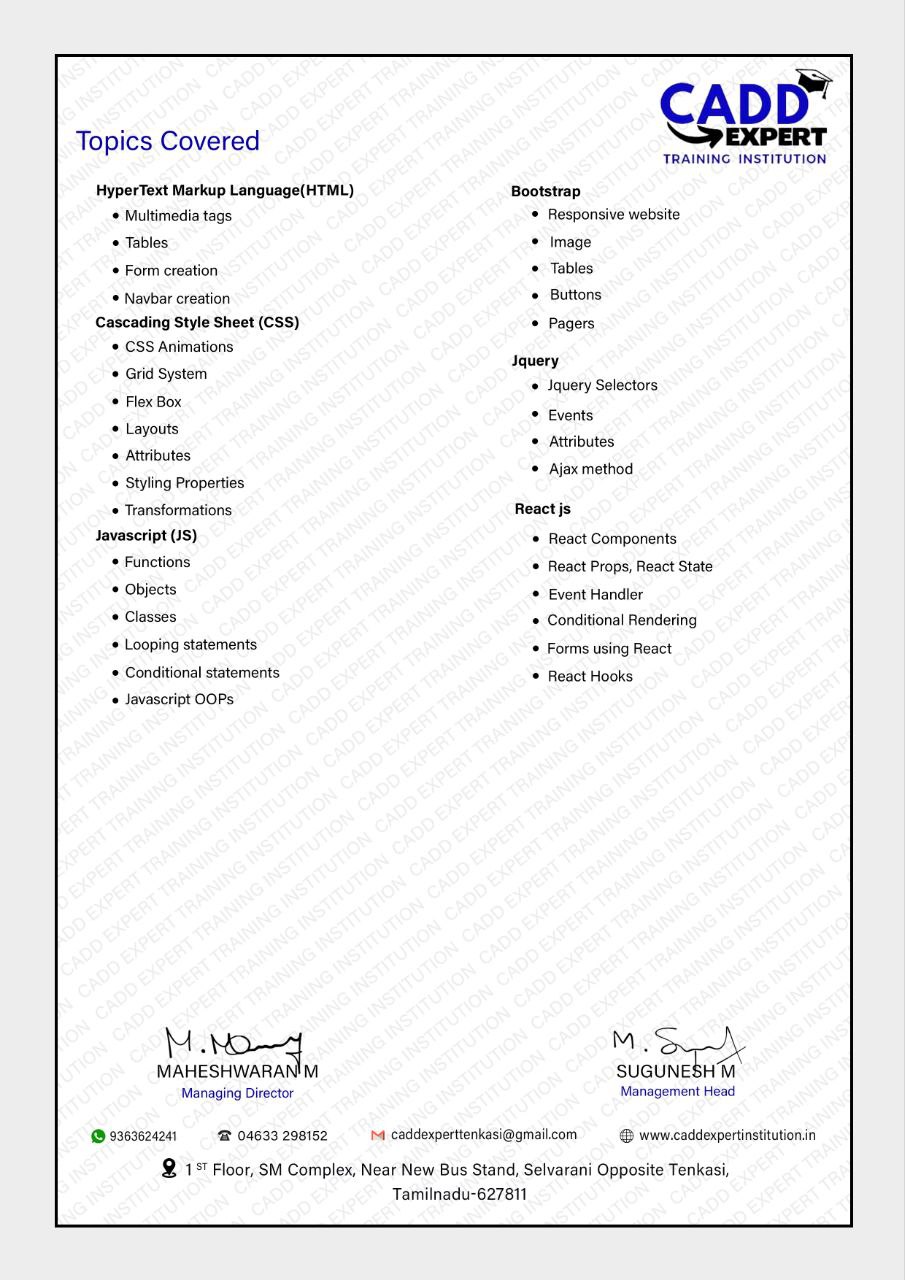 CADD
EXPERT
TRAINING INSTITUTION
Topics Covered
HyperText Markup Language(HTML)
• Multimedia tags
• Tables
• Form creation
• Navbar creation
Cascading Style Sheet (CSS)
• CSS Animations
• Grid System
• Flex Box
• Layouts
• Attributes
• Styling Properties
• Transformations
Javascript (JS)
• Functions
• Objects
• Classes
• Looping statements
• Conditional statements
• Javascript OOPs
Bootstrap
• Responsive website
• Image
• Tables
• Buttons
• Pagers
Jquery
• Jquery Selectors
• Events
• Attributes
• Ajax method
React js
• React Components
• React Props, React State
• Event Handler
• Conditional Rendering
• Forms using React
• React Hooks
MAHESHWARAN M
Managing Director
SUGUNESH M
Management Head
9363624241 04633 298152 caddexperttenkasi@gmail.com www.caddexpertinstitution.in
1 ST Floor, SM Complex, Near New Bus Stand, Selvarani Opposite Tenkasi,
Tamilnadu-627811